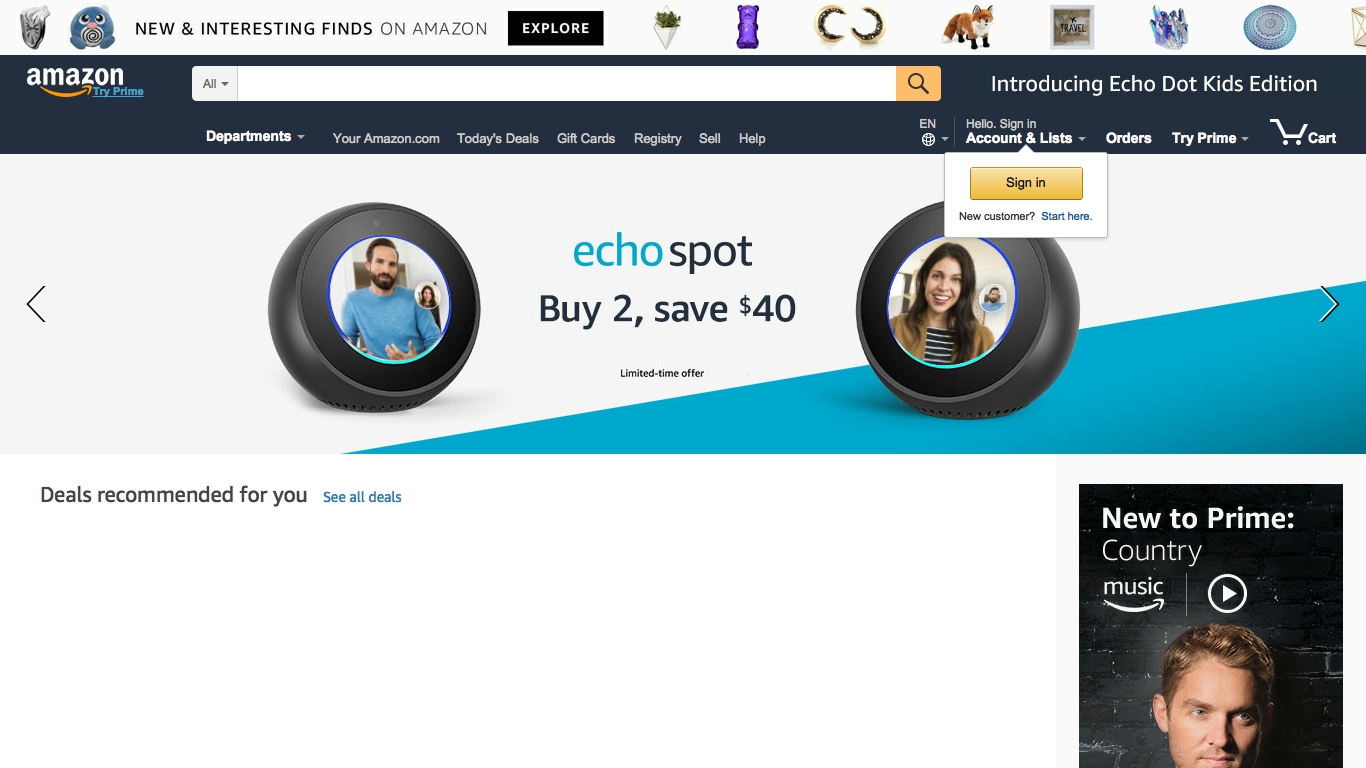 NEW & INTERESTING FINDS ON AMAZON
EXPLORE
TRAVEL
amazon
Try Prime
All
Introducing Echo Dot Kids Edition
Departments
Your Amazon.com
Today's Deals
Gift Cards
Registry
Sell
Help
EN
Hello. Sign in
Account & Lists
Orders
Try Prime
Cart
Sign in
New customer? Start here.
echo spot
Buy 2, save $40
Limited-time offer
Deals recommended for you
See all deals
New to Prime:
Country
music